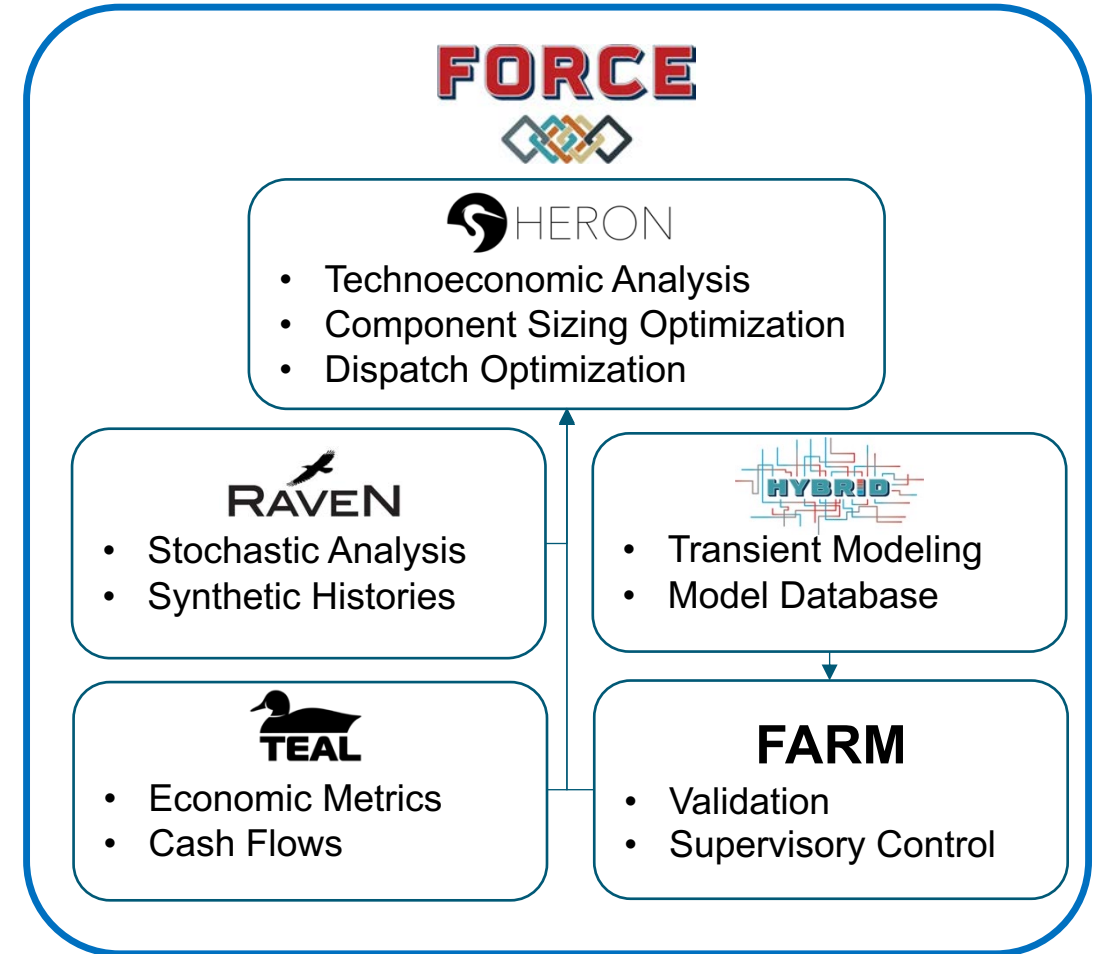 FORCE
HERON
• Technoeconomic Analysis
• Component Sizing Optimization
• Dispatch Optimization
RAVEN
• Stochastic Analysis
• Synthetic Histories
HYBRID
• Transient Modeling
• Model Database
TEAL
• Economic Metrics
• Cash Flows
FARM
• Validation
• Supervisory Control